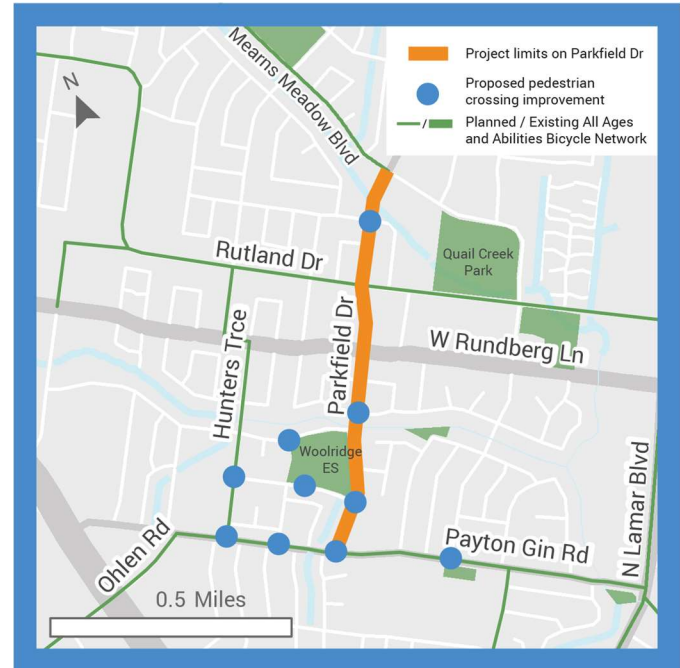 Project limits on Parkfield Dr
Proposed pedestrian
crossing improvement
Planned / Existing All Ages
and Abilities Bicycle Network
N
Mearns Meadow Blvd
Quail Creek
Park
Rutland Dr
W Rundberg Ln
Parkfield Dr
Hunters Trce
Woolridge
ES
N Lamar Blvd
Payton Gin Rd
Ohlen Rd
0.5 Miles